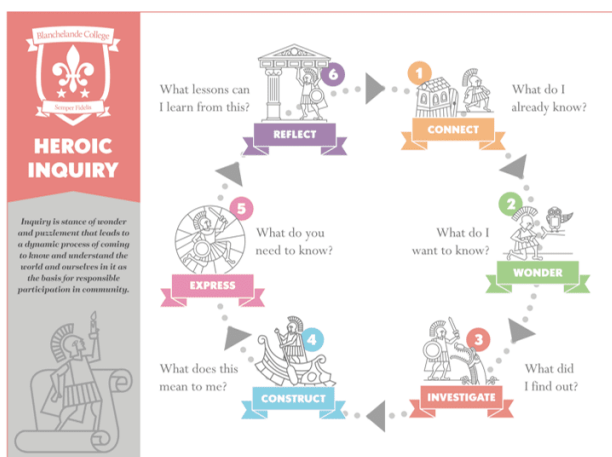 Blanchelande College
Semper Fidelis
HEROIC
INQUIRY
Inquiry is stance of wonder
and puzzlement that leads to
a dynamic process of coming
to know and understand the
world and ourselves in it as
the basis for responsible
participation in community.
1
CONNECT
What do I
already know?
2
WONDER
What do I
want to know?
3
INVESTIGATE
What did
I find out?
4
CONSTRUCT
What does this
mean to me?
5
EXPRESS
What do you
need to know?
6
REFLECT
What lessons can
I learn from this?